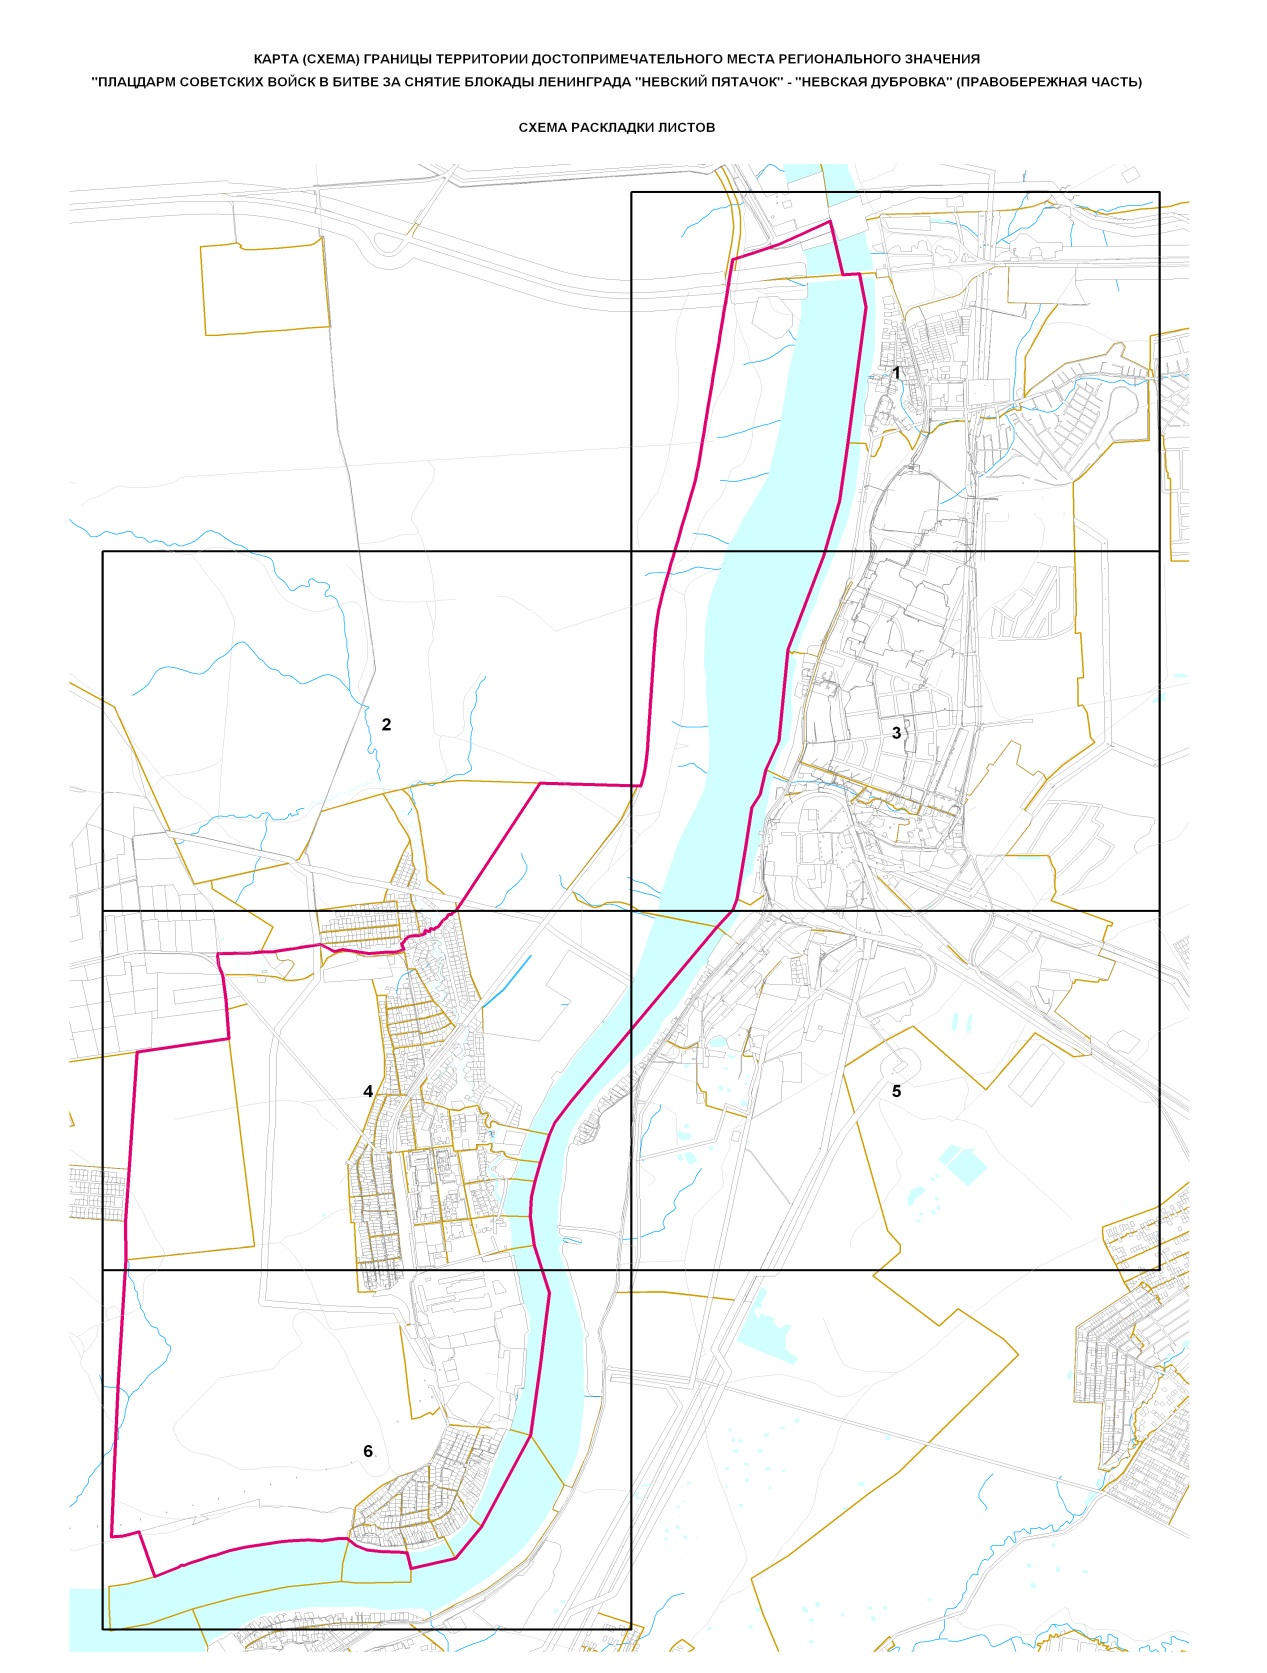 КАРТА (СХЕМА) ГРАНИЦЫ ТЕРРИТОРИИ ДОСТОПРИМЕЧАТЕЛЬНОГО МЕСТА РЕГИОНАЛЬНОГО ЗНАЧЕНИЯ
"ПЛАЦДАРМ СОВЕТСКИХ ВОЙСК В БИТВЕ ЗА СНЯТИЕ БЛОКАДЫ ЛЕНИНГРАДА "НЕВСКИЙ ПЯТАЧОК" - "НЕВСКАЯ ДУБРОВКА" (ПРАВОБЕРЕЖНАЯ ЧАСТЬ)
СХЕМА РАСКЛАДКИ ЛИСТОВ
1
2
3
4
5
6